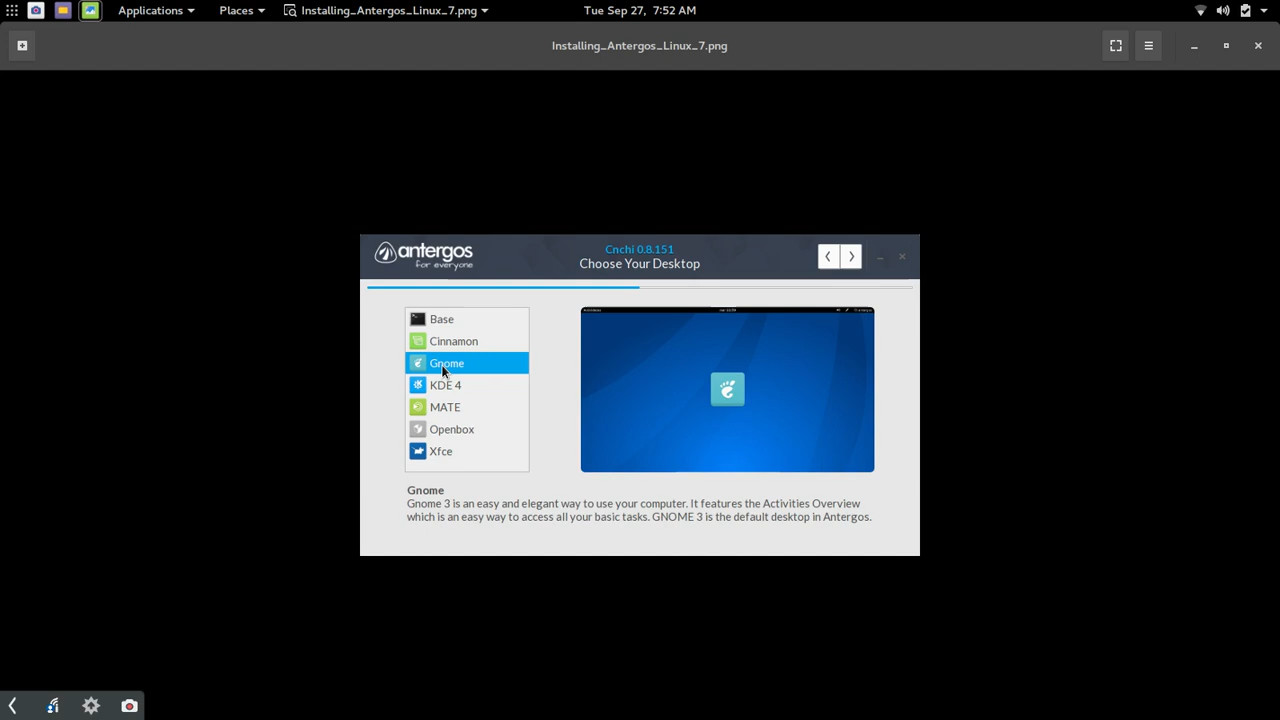 Applications Places Installing_Antergos_Linux_7.png Tue Sep 27, 7:52 AM
Installing_Antergos_Linux_7.png
antergos
for everyone
Cnchi 0.8.151
Choose Your Desktop
Base
Cinnamon
Gnome
KDE 4
MATE
Openbox
Xfce
Gnome
Gnome 3 is an easy and elegant way to use your computer. It features the Activities Overview
which is an easy way to access all your basic tasks. GNOME 3 is the default desktop in Antergos.